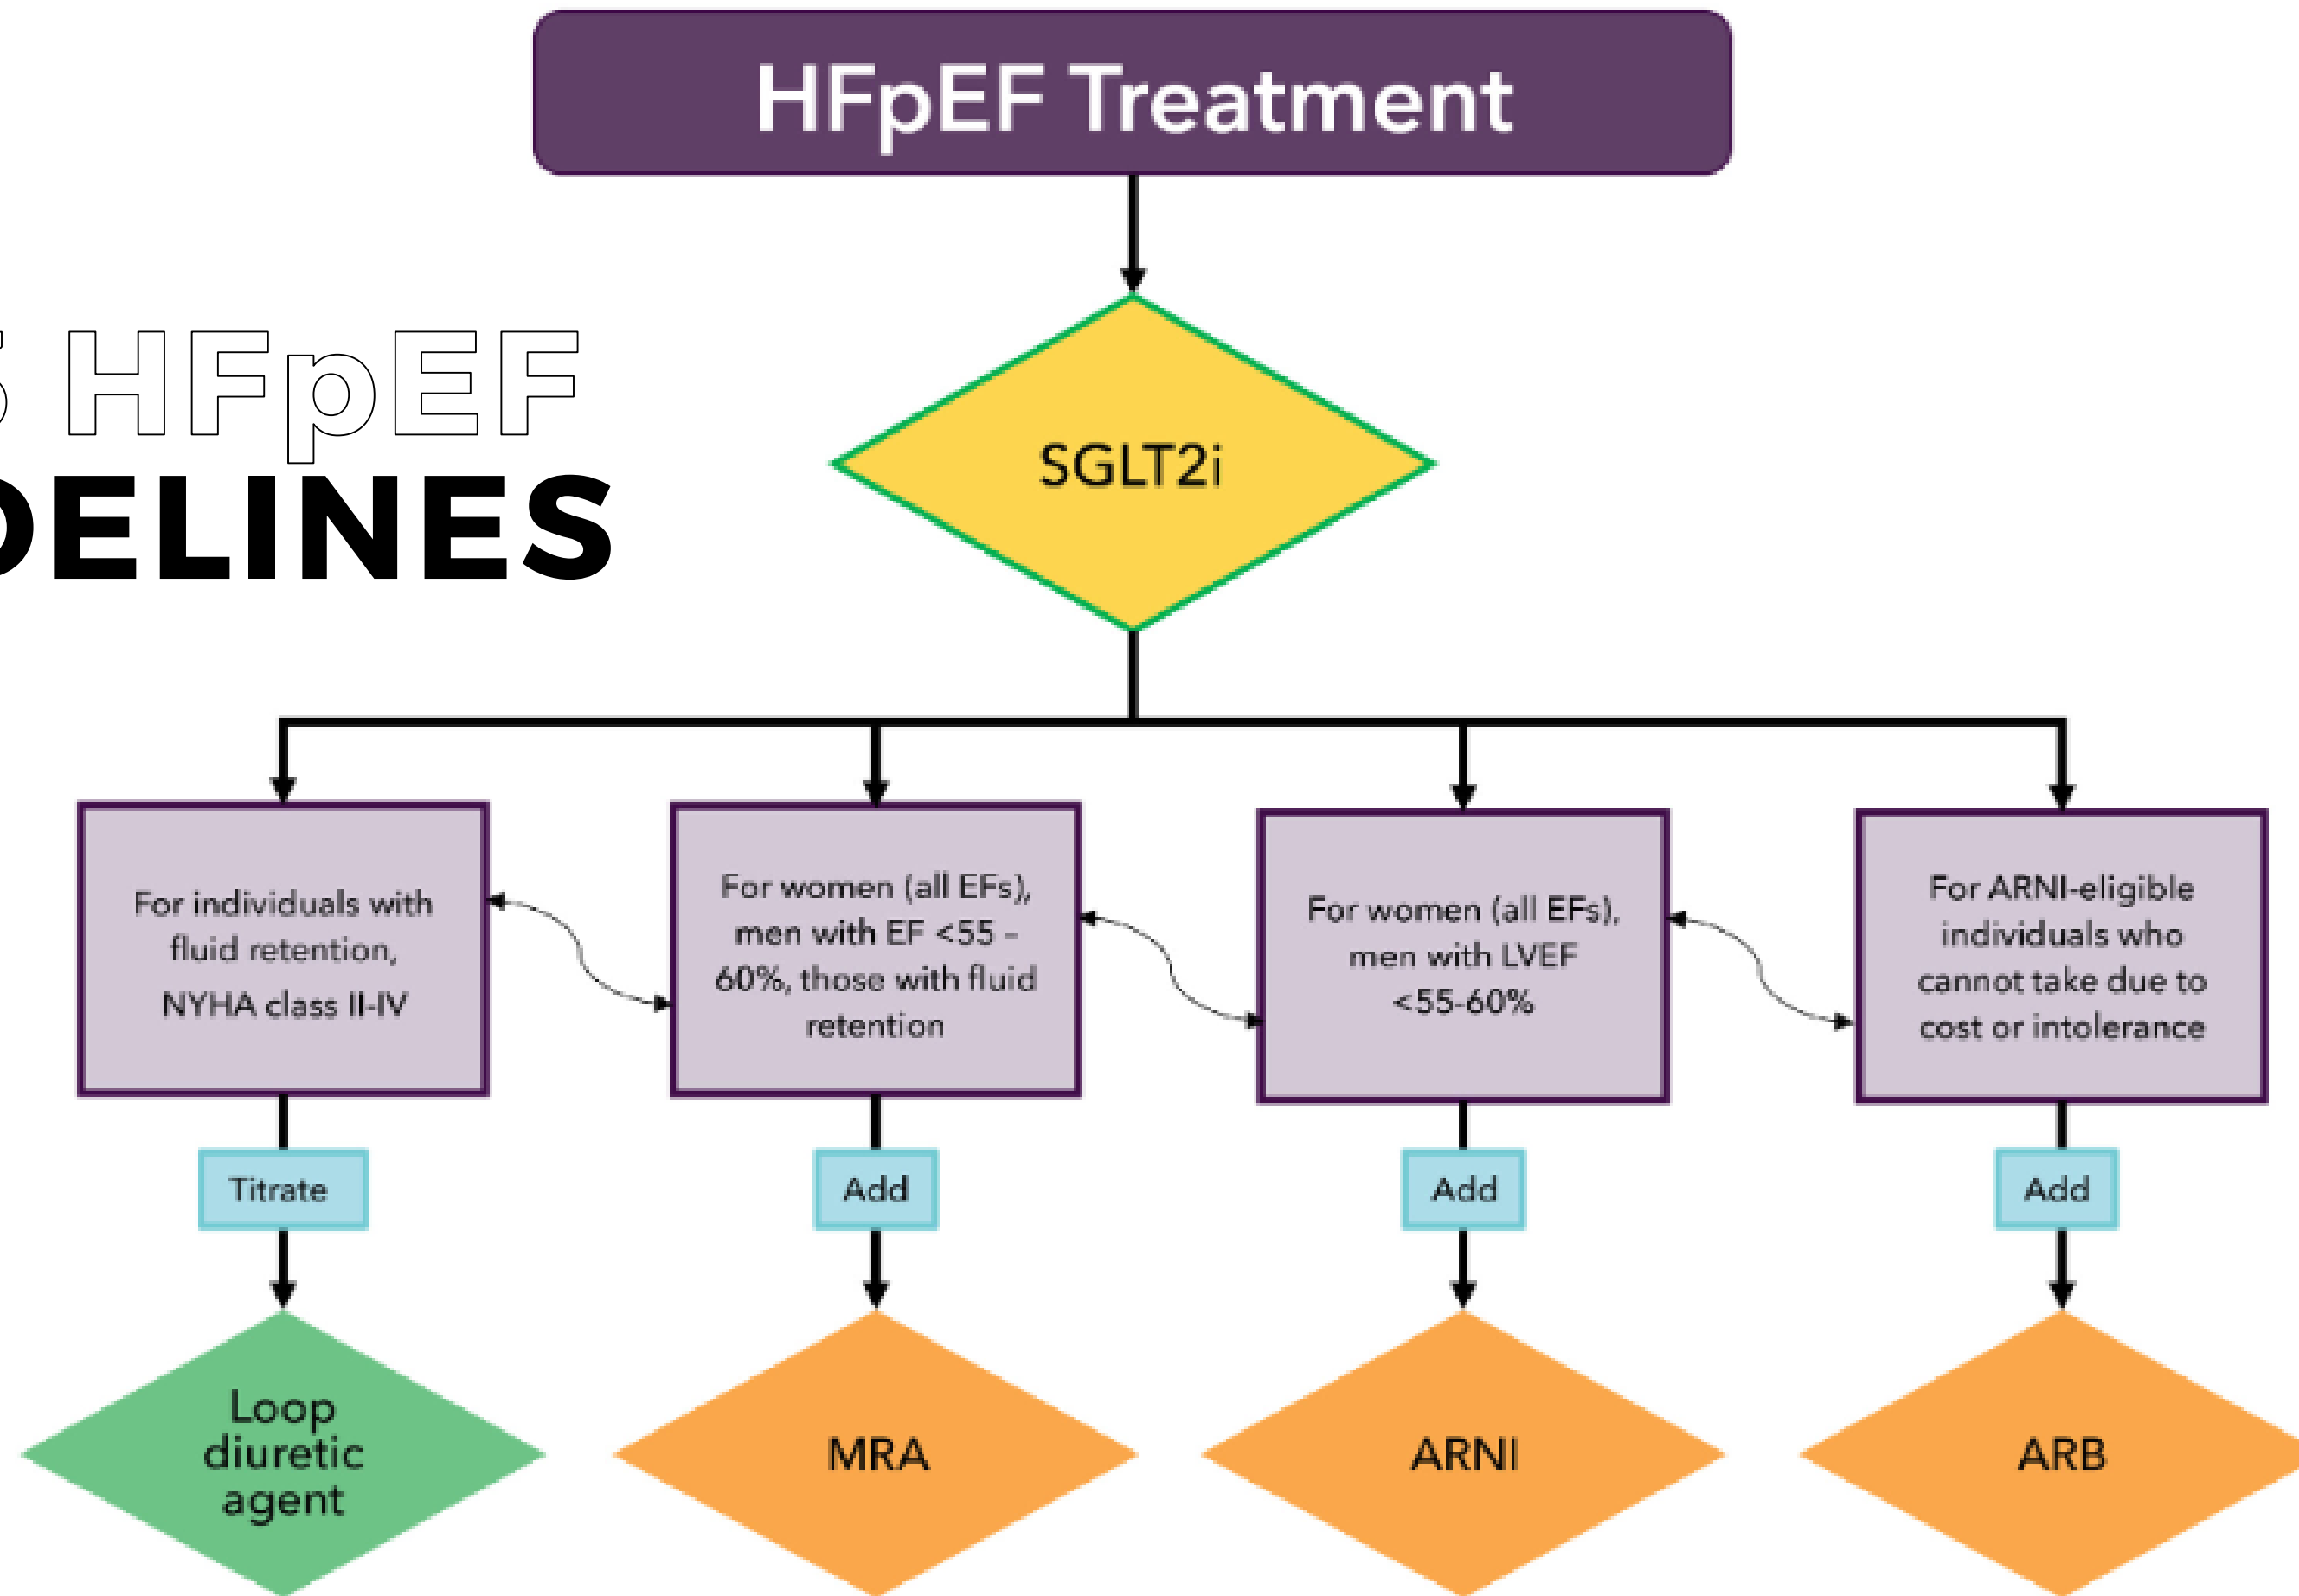 HFpEF Treatment
HFpEF
DELINES
SGLT2i
For individuals with
fluid retention,
NYHA class II-IV
For women (all EFs),
men with EF <55 -
60%, those with fluid
retention
For women (all EFs),
men with LVEF
<55-60%
For ARNI-eligible
individuals who
cannot take due to
cost or intolerance
Titrate
Add
Add
Add
Loop
diuretic
agent
MRA
ARNI
ARB